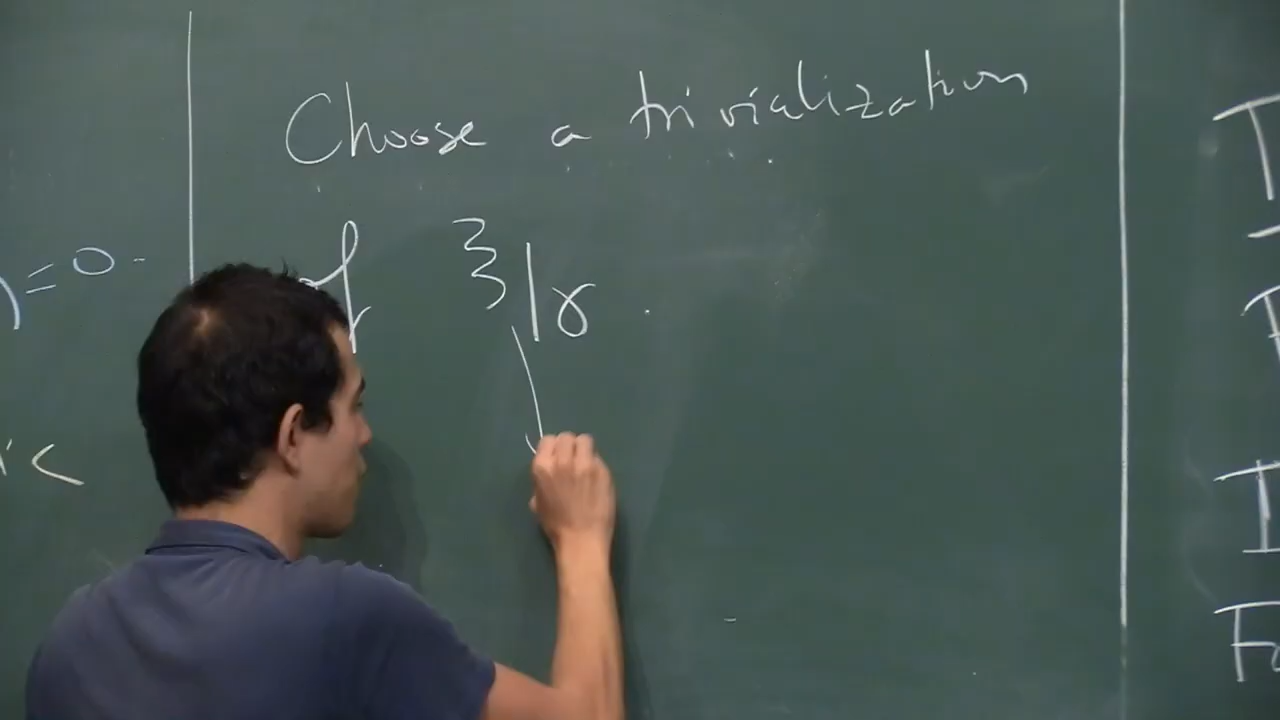 Choose a trivialization
of ξ|γ.
=0.